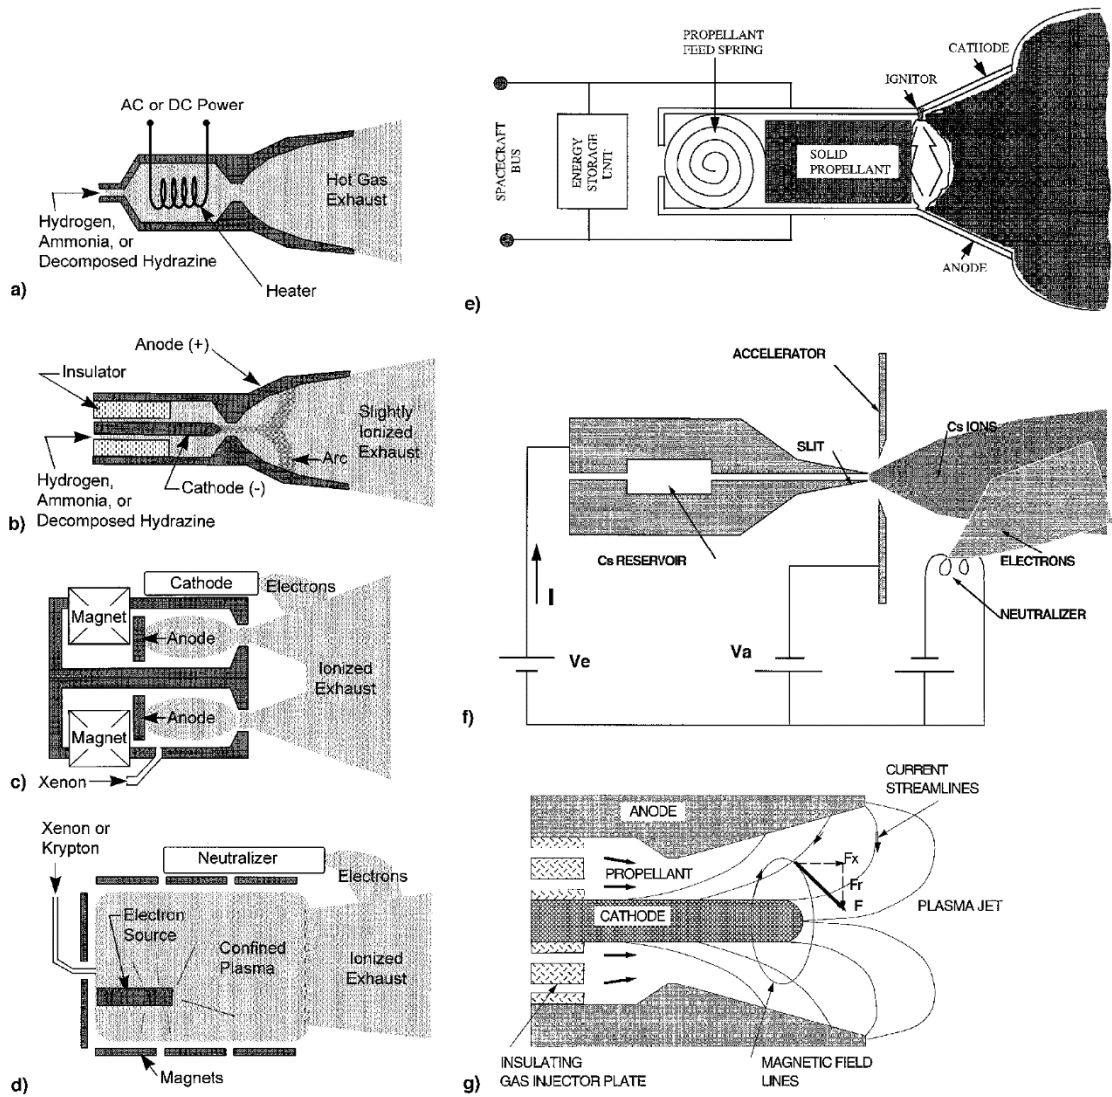 AC or DC Power
Hot Gas
Exhaust
Hydrogen,
Ammonia, or
Decomposed Hydrazine
Heater
a)
Anode (+)
Insulator
Slightly
Ionized
Exhaust
Arc
Cathode (-)
Hydrogen,
Ammonia, or
Decomposed Hydrazine
b)
Cathode
Electrons
Magnet
Anode
Ionized
Exhaust
Anode
Magnet
Xenon
c)
Xenon or
Krypton
Neutralizer
Electrons
Electron
Source
Confined
Plasma
Ionized
Exhaust
Magnets
d)
PROPELLANT
FEED SPRING
CATHODE
IGNITOR
SPACECRAFT
BUS
ENERGY
STORAGE
UNIT
SOLID
PROPELLANT
ANODE
e)
ACCELERATOR
Cs IONS
SLIT
Cs RESERVOIR
ELECTRONS
NEUTRALIZER
I
Ve
Va
f)
CURRENT
STREAMLINES
ANODE
PROPELLANT
Fx
Fr
F
CATHODE
PLASMA JET
INSULATING
GAS INJECTOR PLATE
MAGNETIC FIELD
LINES
g)